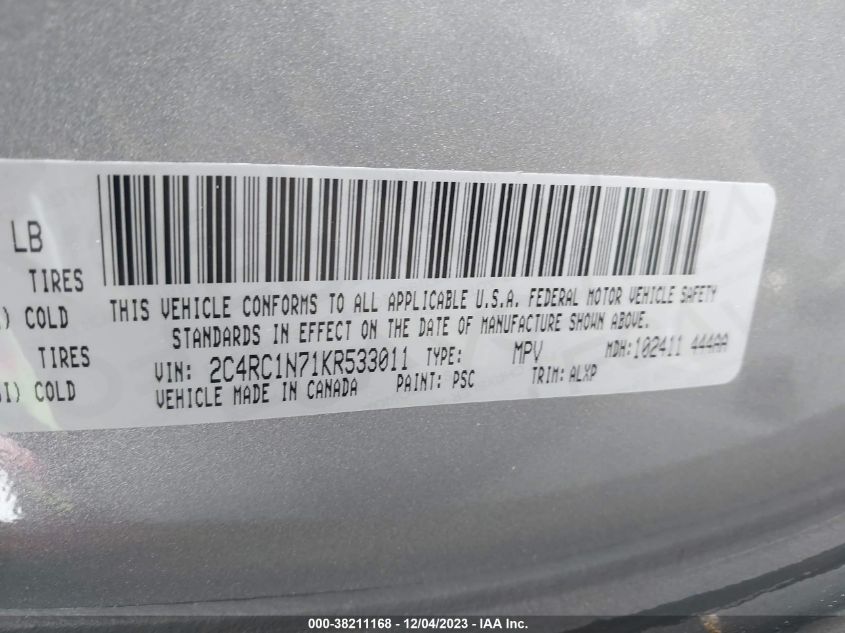 LB
TIRES
I) COLD
TIRES
SI) COLD
THIS VEHICLE CONFORMS TO ALL APPLICABLE U.S.A. FEDERAL MOTOR VEHICLE SAFETY
STANDARDS IN EFFECT ON THE DATE OF MANUFACTURE SHOWN ABOVE.
VIN: 2C4RC1N71KR533011 TYPE: MPV MDH:102411 444AA
VEHICLE MADE IN CANADA PAINT: PSC TRIM: ALXP
000-38211168 - 12/04/2023 - IAA Inc.